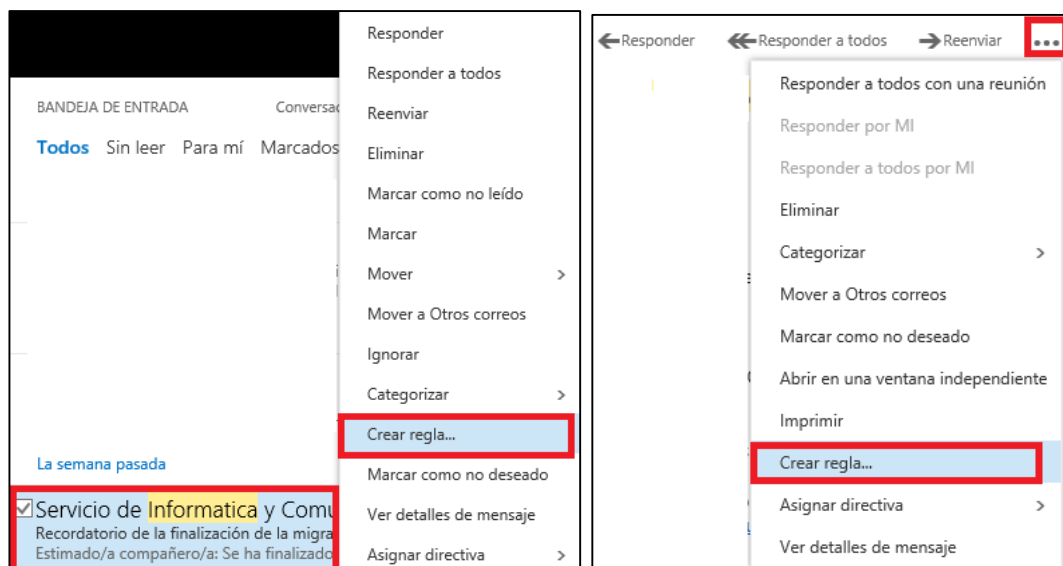 BANDEJA DE ENTRADA
Todos Sin leer Para mí Marcados
La semana pasada
Servicio de Informatica y
Recordatorio de la finalización de la
Estimado/a compañero/a: Se ha finalizado
Responder
Responder a todos
Reenviar
Eliminar
Marcar como no leído
Marcar
Mover >
Mover a Otros correos
Ignorar
Categorizar >
Crear regla...
Marcar como no deseado
Ver detalles de mensaje
Asignar directiva >
Responder Responder a todos Reenviar ...
Responder a todos con una reunión
Responder por MI
Responder a todos por MI
Eliminar
Categorizar >
Mover a Otros correos
Marcar como no deseado
Abrir en una ventana independiente
Imprimir
Crear regla...
Asignar directiva >
Ver detalles de mensaje